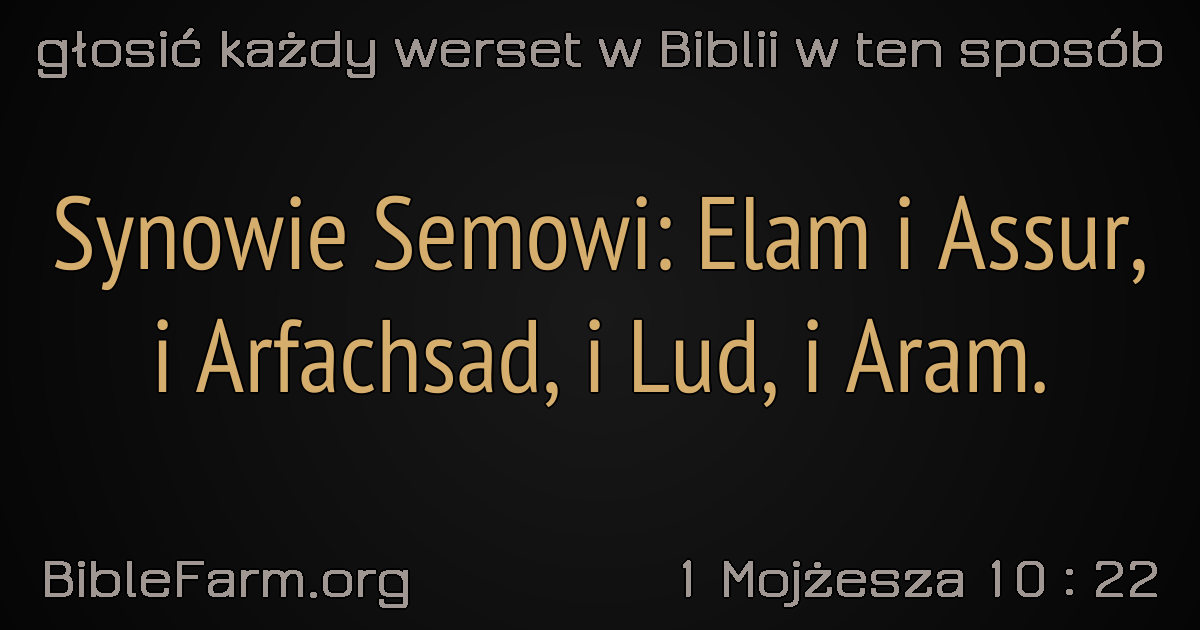 głosić każdy werset w Biblii w ten sposób
Synowie Semowi: Elam i Assur,
i Arfachsad, i Lud, i Aram.
BibleFarm.org
1 Mojżesza 10 : 22